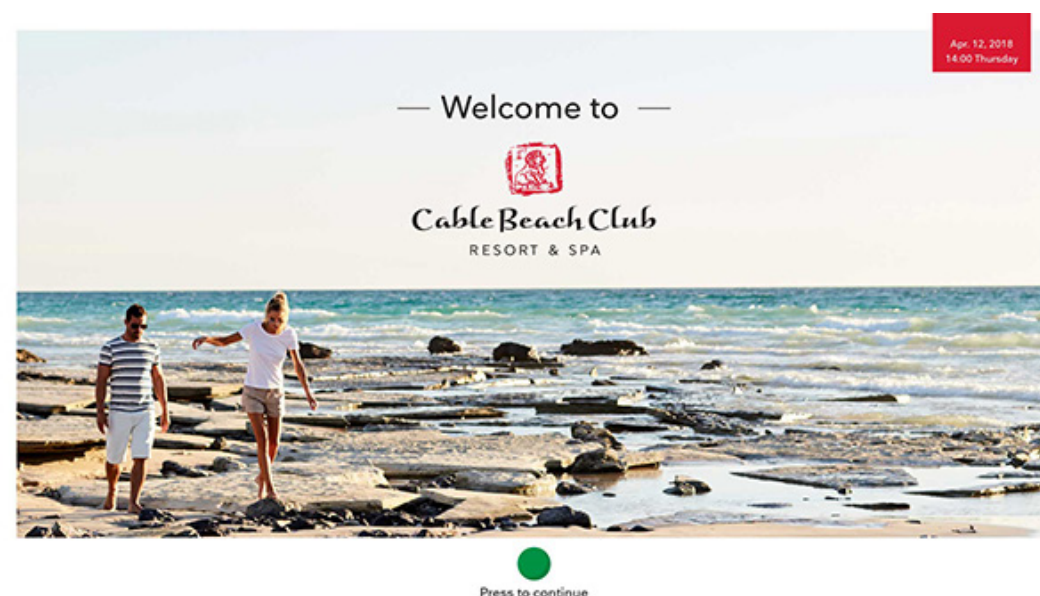 Apr. 12, 2018
14:00 Thursday
Welcome to
Cable Beach Club
RESORT & SPA
Press to continue